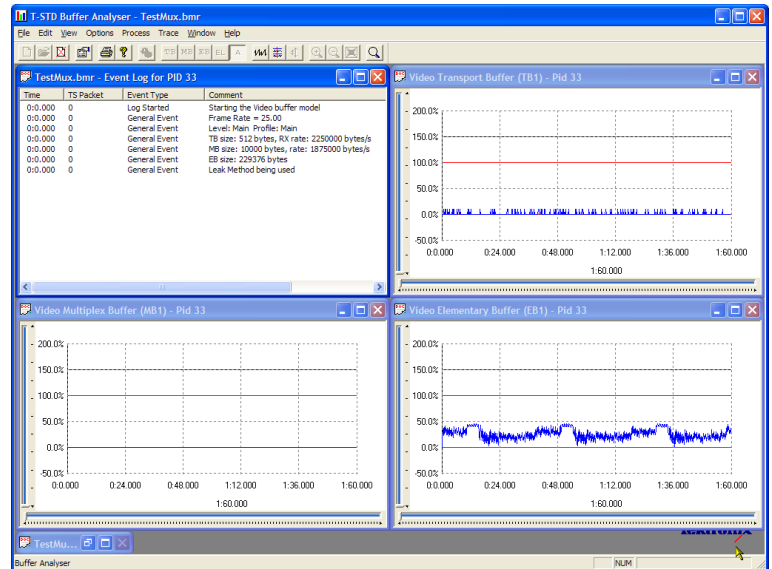 T-STD Buffer Analyser - TestMux.bmr
File Edit View Options Process Trace Window Help
TB MB EB EL A
TestMux.bmr - Event Log for PID 33
Time TS Packet Event Type Comment
0:0.000 0 Log Started Starting the Video buffer model
0:0.000 0 General Event Frame Rate = 25.00
0:0.000 0 General Event Level: Main Profile: Main
0:0.000 0 General Event TB size: 512 bytes, RX rate: 2250000 bytes/s
0:0.000 0 General Event MB size: 10000 bytes, rate: 1875000 bytes/s
0:0.000 0 General Event EB size: 229376 bytes
0:0.000 0 General Event Leak Method being used
Video Transport Buffer (TB1) - Pid 33
200.0%
150.0%
100.0%
50.0%
0.0%
-50.0%
0:0.000 0:24.000 0:48.000 1:12.000 1:36.000 1:60.000
1:60.000
Video Multiplex Buffer (MB1) - Pid 33
200.0%
150.0%
100.0%
50.0%
0.0%
-50.0%
0:0.000 0:24.000 0:48.000 1:12.000 1:36.000 1:60.000
1:60.000
Video Elementary Buffer (EB1) - Pid 33
200.0%
150.0%
100.0%
50.0%
0.0%
-50.0%
0:0.000 0:24.000 0:48.000 1:12.000 1:36.000 1:60.000
1:60.000
TestMu...
Buffer Analyser
NUM